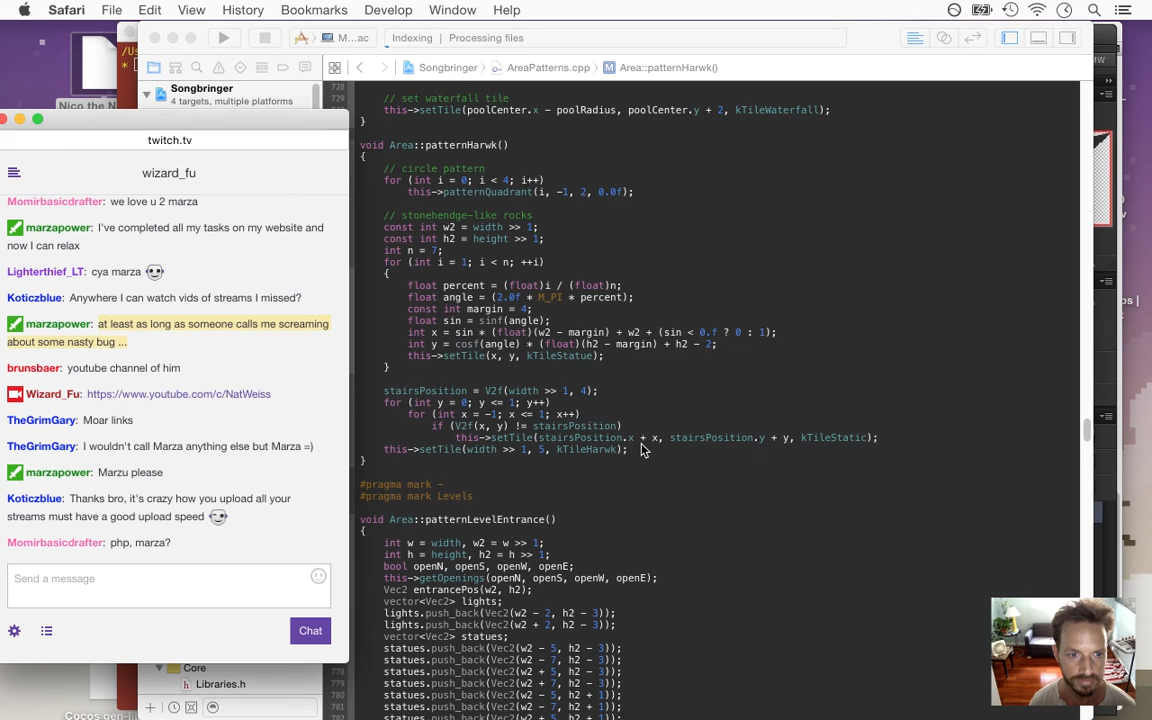 Safari File Edit View History Bookmarks Develop Window Help
M...ac
Indexing | Processing files
Songbringer
4 targets, multiple platforms
Songbringer AreaPatterns.cpp Area::patternHarwk()
/Us
*
Nico the N
twitch.tv
wizard_fu
Momirbasicdrafter: we love u 2 marza
marzapower: I've completed all my tasks on my website and
now I can relax
Lighterthief_LT: cya marza
Koticzblue: Anywhere I can watch vids of streams I missed?
marzapower: at least as long as someone calls me screaming
about some nasty bug ...
brunsbaer: youtube channel of him
Wizard_Fu: https://www.youtube.com/c/NatWeiss
TheGrimGary: Moar links
TheGrimGary: I wouldn't call Marza anything else but Marza =)
marzapower: Marzu please
Koticzblue: Thanks bro, it's crazy how you upload all your
streams must have a good upload speed
Momirbasicdrafter: php, marza?
Send a message
Chat
Core
Libraries.h
728
729
// set waterfall tile
this->setTile(poolCenter.x - poolRadius, poolCenter.y + 2, kTileWaterfall);
}
void Area::patternHarwk()
{
// circle pattern
for (int i = 0; i < 4; i++)
this->patternQuadrant(i, -1, 2, 0.0f);
// stonehendge-like rocks
const int w2 = width >> 1;
const int h2 = height >> 1;
int n = 7;
for (int i = 1; i < n; ++i)
{
float percent = (float)i / (float)n;
float angle = (2.0f * M_PI * percent);
const int margin = 4;
float sin = sinf(angle);
int x = sin * (float)(w2 - margin) + w2 + (sin < 0.f ? 0 : 1);
int y = cosf(angle) * (float)(h2 - margin) + h2 - 2;
this->setTile(x, y, kTileStatue);
}
stairsPosition = V2f(width >> 1, 4);
for (int y = 0; y <= 1; y++)
for (int x = -1; x <= 1; x++)
if (V2f(x, y) != stairsPosition)
this->setTile(stairsPosition.x + x, stairsPosition.y + y, kTileStatic);
this->setTile(width >> 1, 5, kTileHarwk);
}
#pragma mark -
#pragma mark Levels
void Area::patternLevelEntrance()
{
int w = width, w2 = w >> 1;
int h = height, h2 = h >> 1;
bool openN, openS, openW, openE;
this->getOpenings(openN, openS, openW, openE);
Vec2 entrancePos(w2, h2);
vector<Vec2> lights;
lights.push_back(Vec2(w2 - 2, h2 - 3));
lights.push_back(Vec2(w2 + 2, h2 - 3));
vector<Vec2> statues;
statues.push_back(Vec2(w2 - 5, h2 - 3));
statues.push_back(Vec2(w2 - 7, h2 - 3));
statues.push_back(Vec2(w2 + 5, h2 - 3));
statues.push_back(Vec2(w2 + 7, h2 - 3));
statues.push_back(Vec2(w2 - 5, h2 + 1));
statues.push_back(Vec2(w2 - 7, h2 + 1));
778
779
780
781